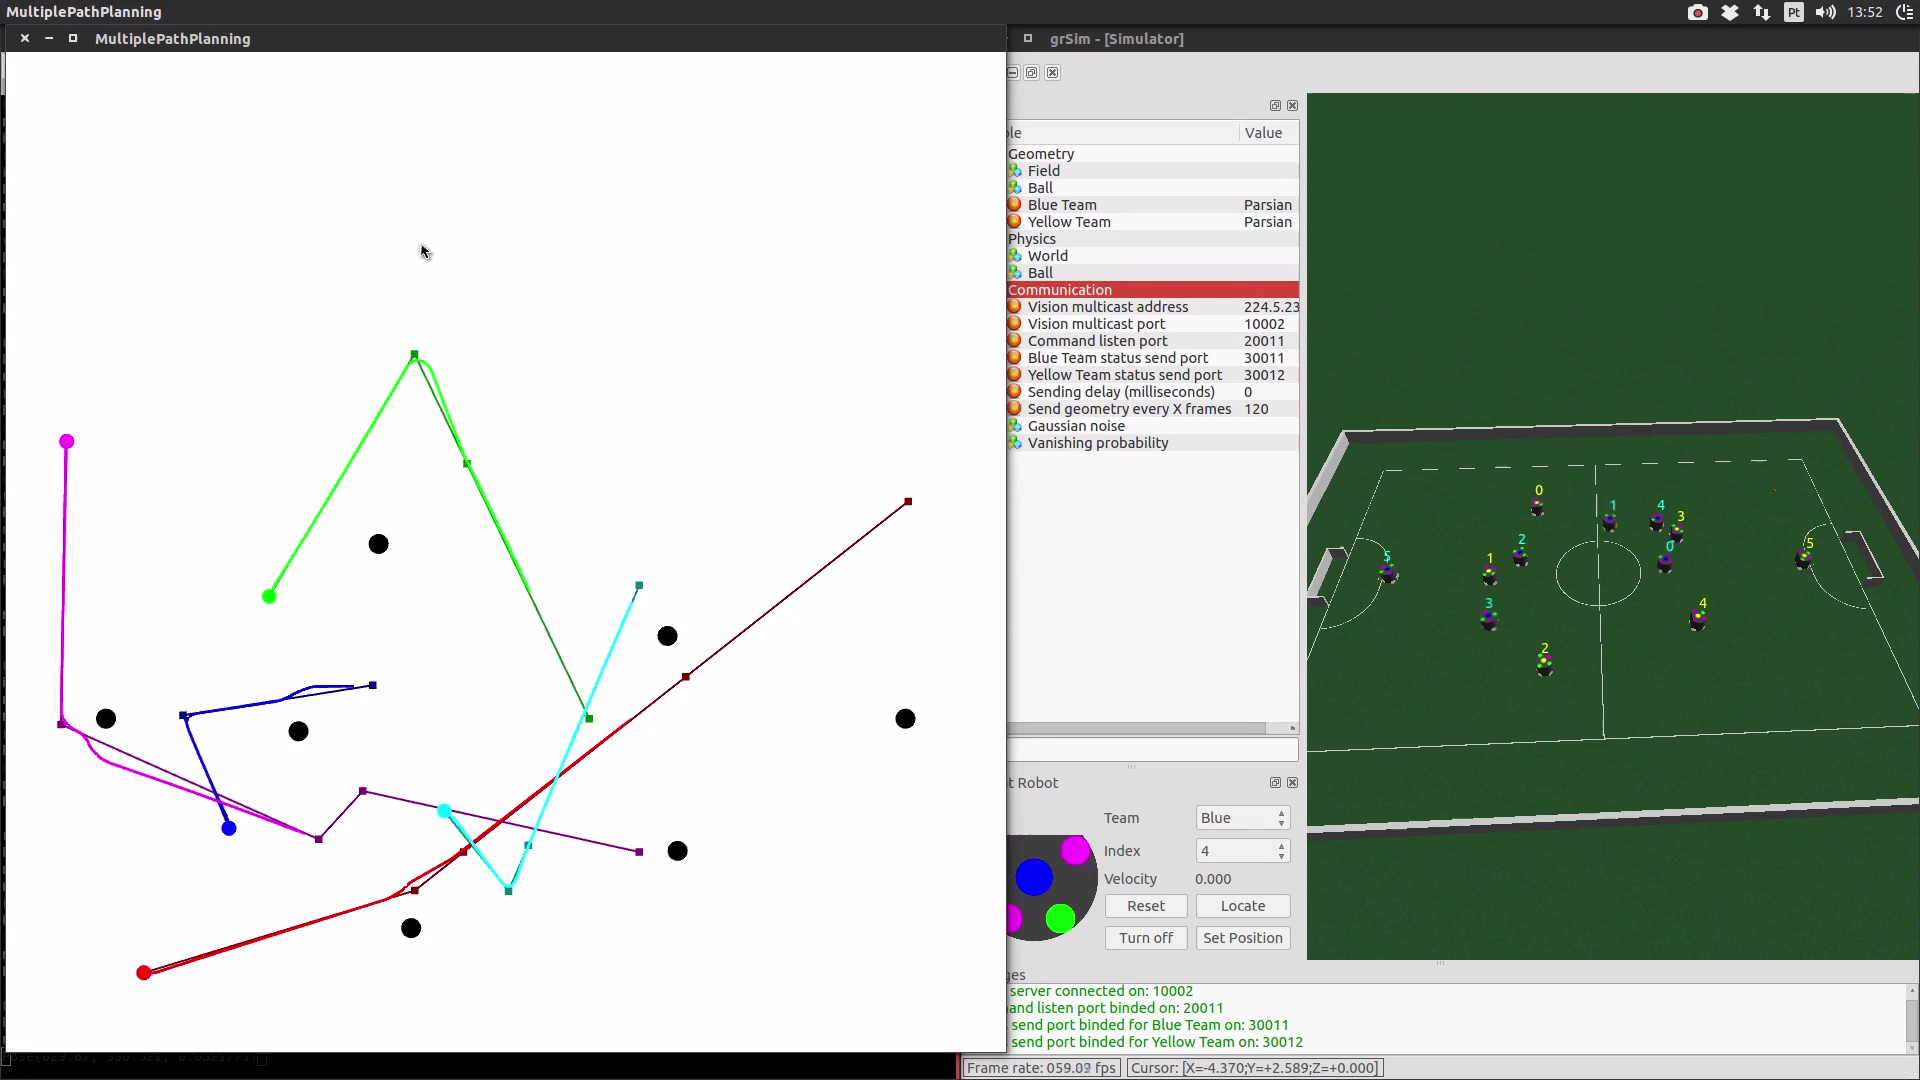 MultiplePathPlanning
Pt
13:52
MultiplePathPlanning
grSim - [Simulator]
Value
Geometry
Field
Ball
Blue Team Parsian
Yellow Team Parsian
Physics
World
Ball
Communication
Vision multicast address 224.5.23
Vision multicast port 10002
Command listen port 20011
Blue Team status send port 30011
Yellow Team status send port 30012
Sending delay (milliseconds) 0
Send geometry every X frames 120
Gaussian noise
Vanishing probability
0
1
4
3
2
0
5
1
5
3
4
2
t Robot
Team Blue
Index 4
Velocity 0.000
Reset Locate
Turn off Set Position
ges
server connected on: 10002
and listen port binded on: 20011
send port binded for Blue Team on: 30011
send port binded for Yellow Team on: 30012
Frame rate: 059.09 fps
Cursor: [X=-4.370;Y=+2.589;Z=+0.000]